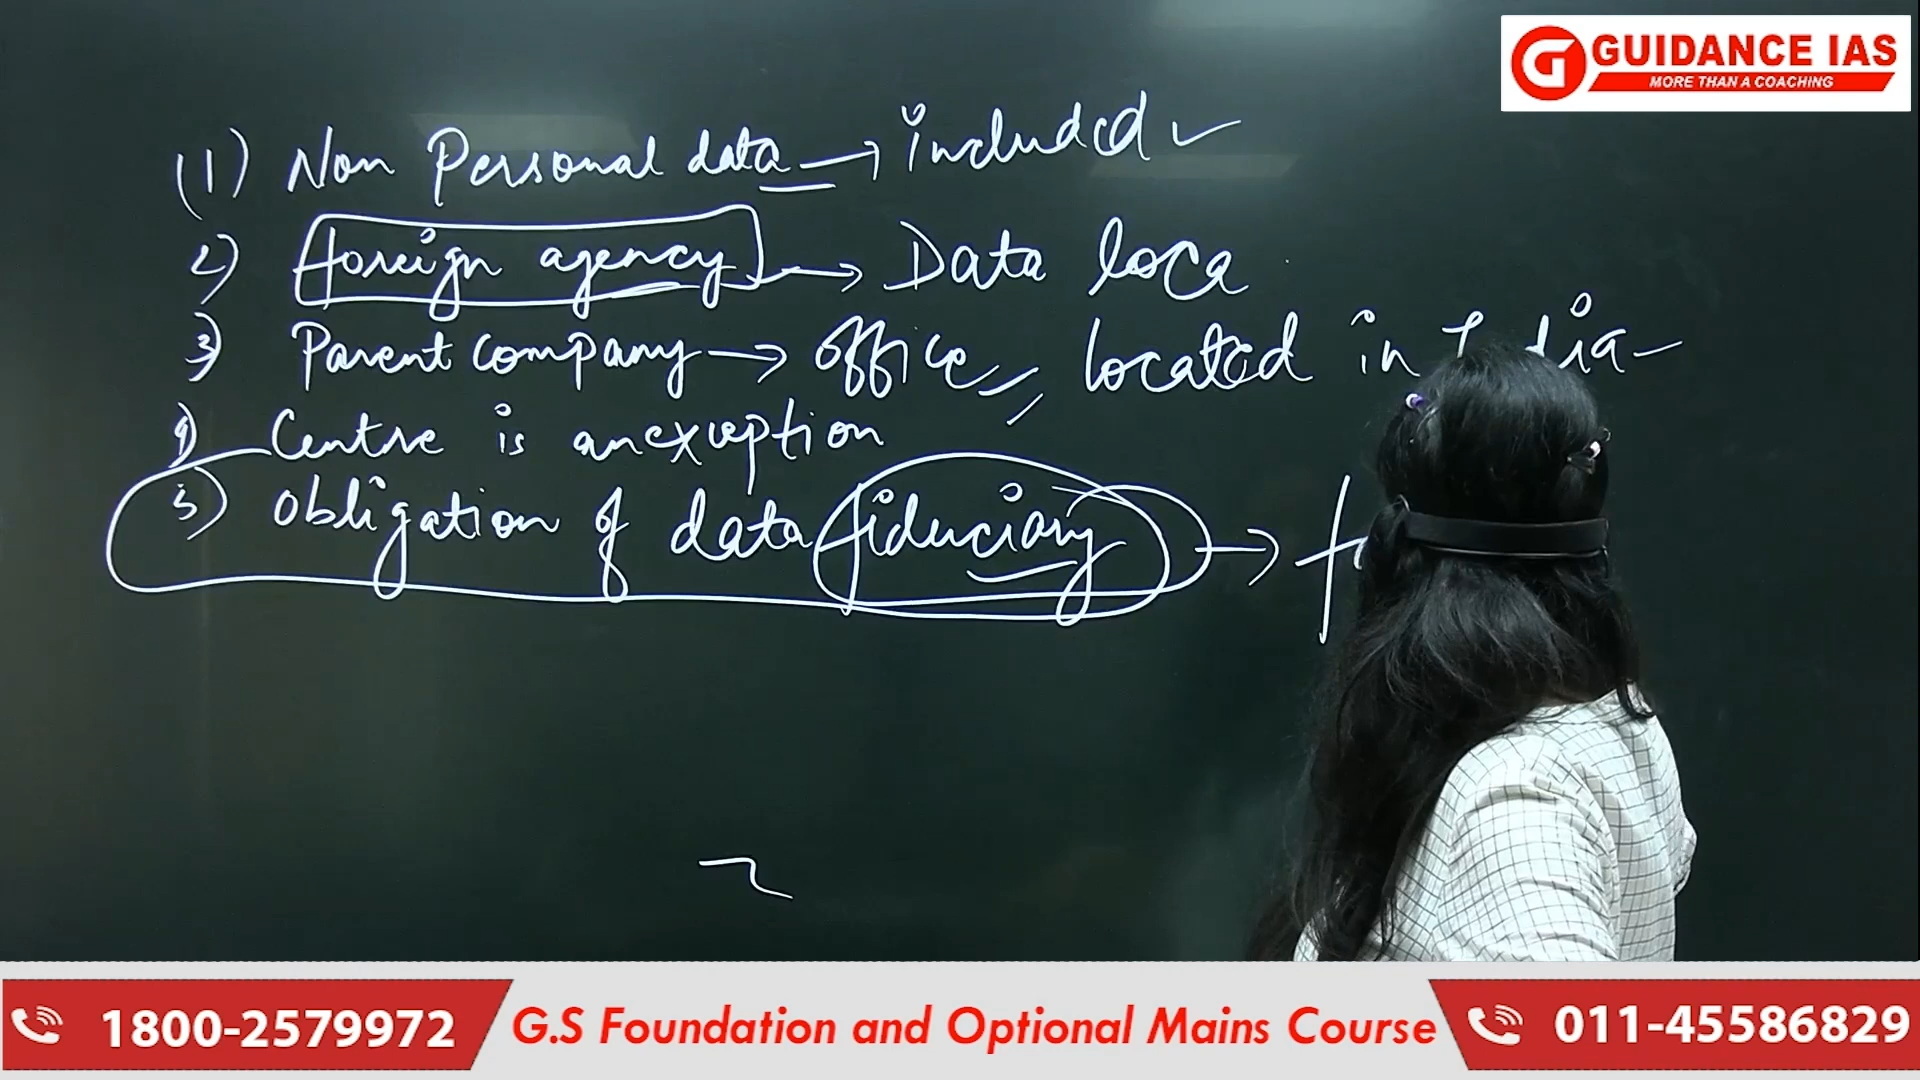 GUIDANCE IAS
MORE THAN A COACHING
(1) Non Personal data → included ✓
2) foreign agency → Data loca
3) Parent company → office, located in India
Centre is an exception
5) obligation of data fiduciary →
1800-2579972
G.S Foundation and Optional Mains Course
011-45586829